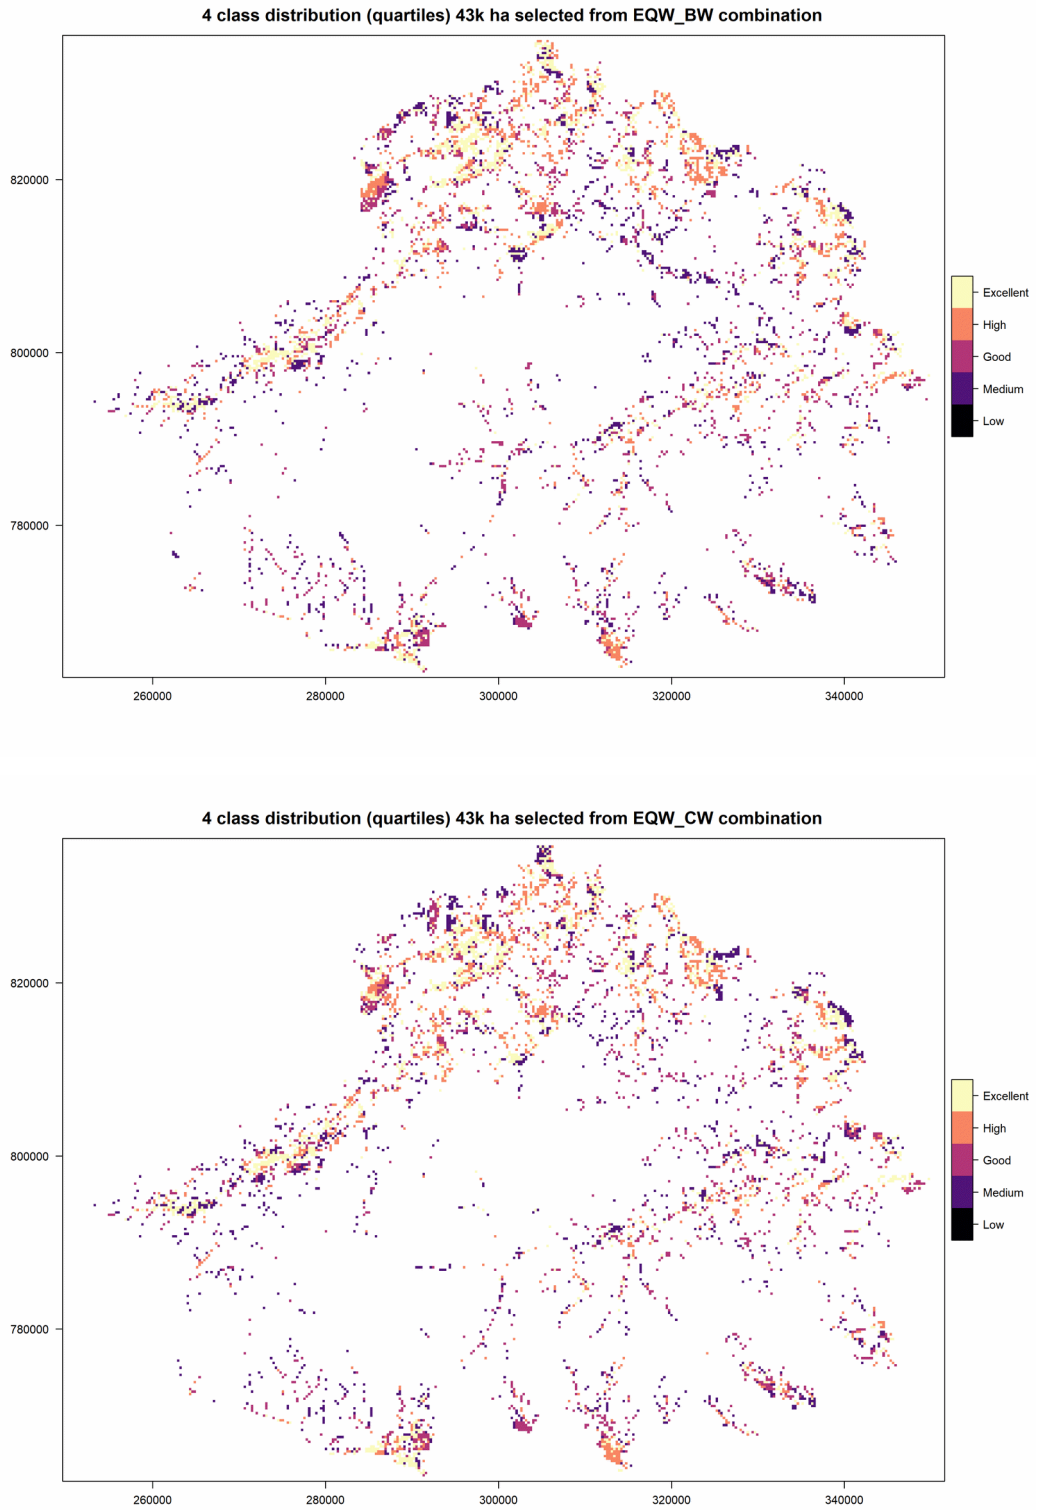 4 class distribution (quartiles) 43k ha selected from EQW_BW combination
820000
800000
780000
260000 280000 300000 320000 340000
Excellent
High
Good
Medium
Low
4 class distribution (quartiles) 43k ha selected from EQW_CW combination
820000
800000
780000
260000 280000 300000 320000 340000
Excellent
High
Good
Medium
Low